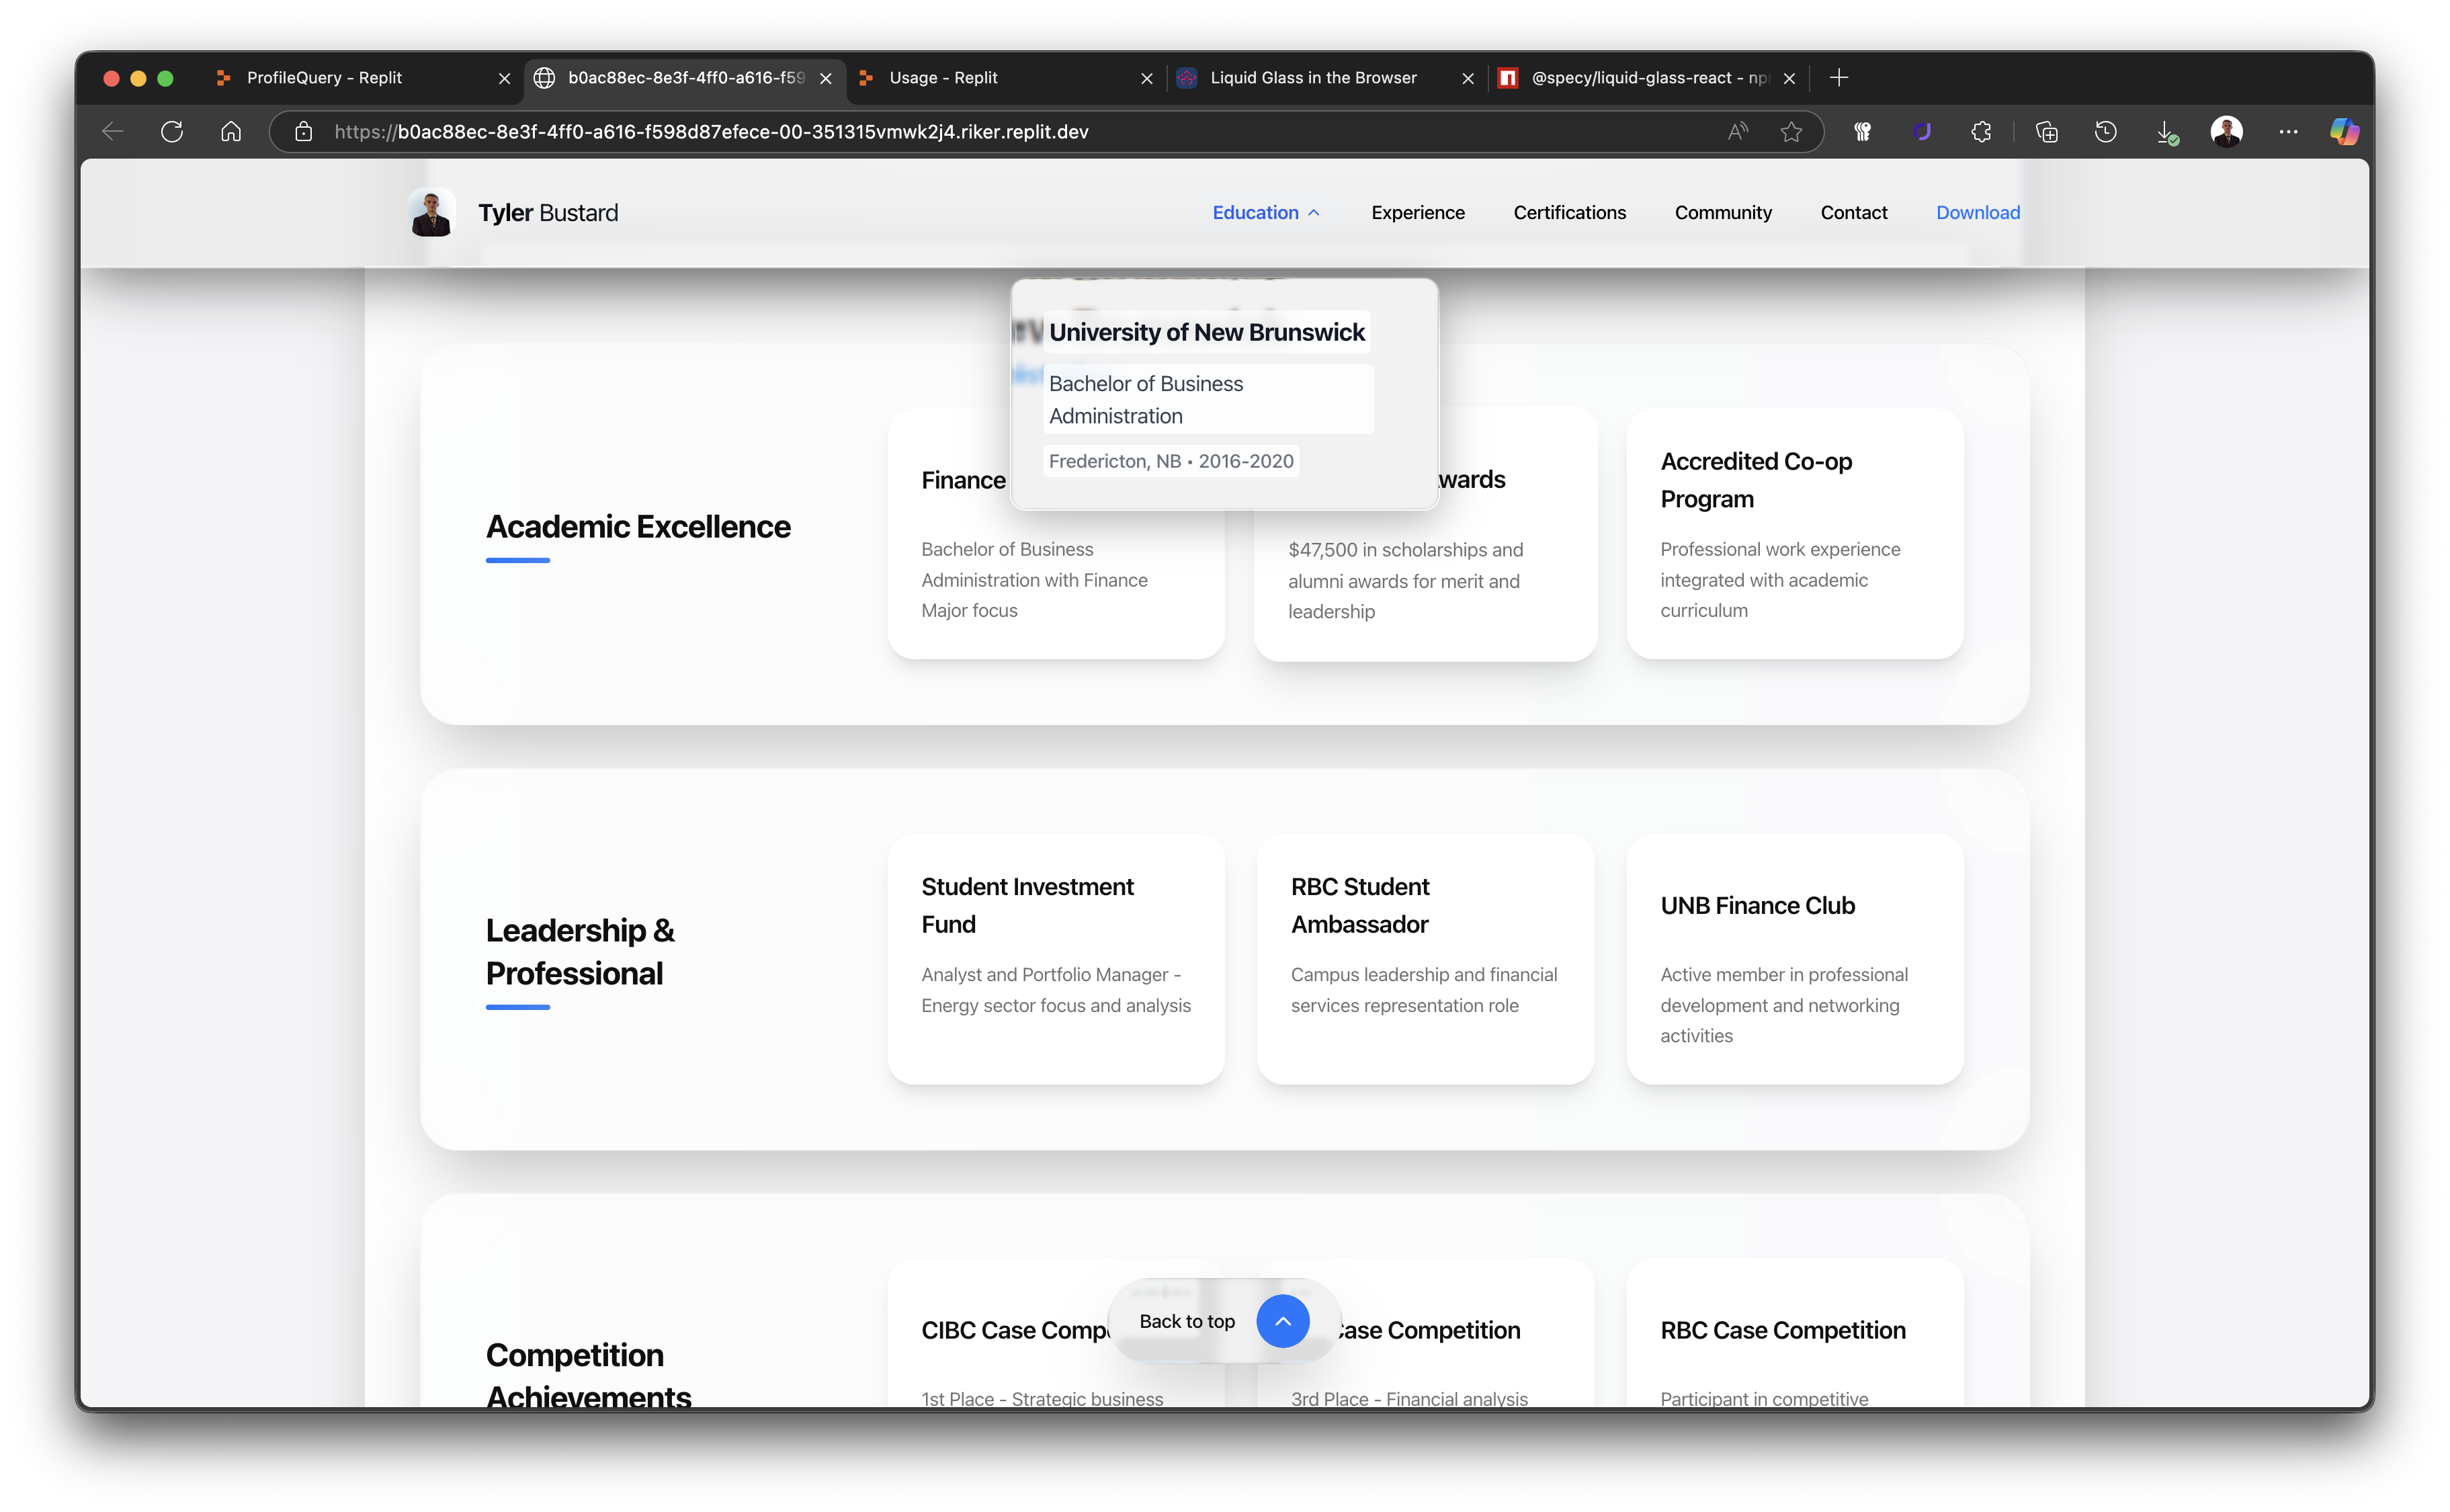 ProfileQuery - Replit
b0ac88ec-8e3f-4ff0-a616-f59
Usage - Replit
Liquid Glass in the Browser
@specy/liquid-glass-react - np
https://b0ac88ec-8e3f-4ff0-a616-f598d87efece-00-351315vmwk2j4.riker.replit.dev
Tyler Bustard
Education
Experience
Certifications
Community
Contact
Download
University of New Brunswick
Bachelor of Business
Administration
Fredericton, NB • 2016-2020
Academic Excellence
Finance
Bachelor of Business
Administration with Finance
Major focus
wards
$47,500 in scholarships and
alumni awards for merit and
leadership
Accredited Co-op
Program
Professional work experience
integrated with academic
curriculum
Leadership &
Professional
Student Investment
Fund
Analyst and Portfolio Manager -
Energy sector focus and analysis
RBC Student
Ambassador
Campus leadership and financial
services representation role
UNB Finance Club
Active member in professional
development and networking
activities
Competition
Achievements
CIBC Case Comp
1st Place - Strategic business
Case Competition
3rd Place - Financial analysis
RBC Case Competition
Participant in competitive
Back to top